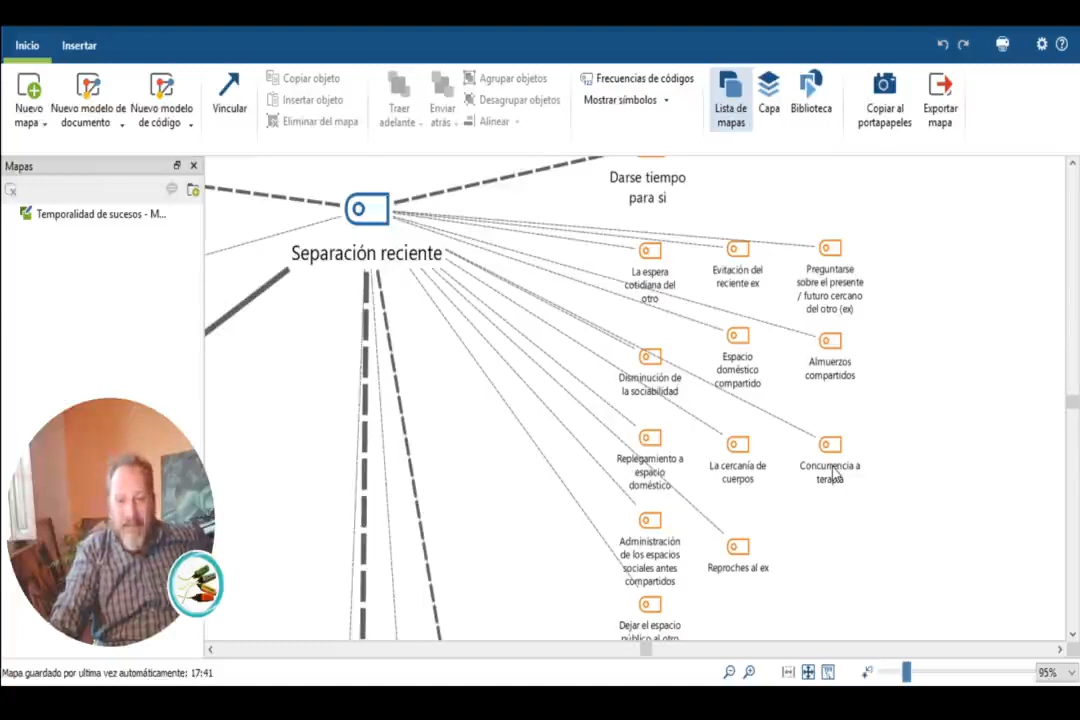 Inicio
Insertar
Nuevo mapa
Nuevo modelo de documento
Nuevo modelo de código
Vincular
Copiar objeto
Insertar objeto
Eliminar del mapa
Traer adelante
Enviar atrás
Agrupar objetos
Desagrupar objetos
Alinear
Frecuencias de códigos
Mostrar símbolos
Lista de mapas
Capa
Biblioteca
Copiar al portapapeles
Exportar mapa
Mapas
Temporalidad de sucesos - M...
Darse tiempo
para si
Separación reciente
La espera
cotidiana del
otro
Evitación del
reciente ex
Preguntarse
sobre el presente
/ futuro cercano
del otro (ex)
Disminución de
la sociabilidad
Espacio
doméstico
compartido
Almuerzos
compartidos
Replegamiento a
espacio
doméstico
La cercanía de
cuerpos
Concurrencia a
terapia
Administración
de los espacios
sociales antes
compartidos
Reproches al ex
Dejar el espacio
público al otro
Mapa guardado por ultima vez automáticamente: 17:41
95%